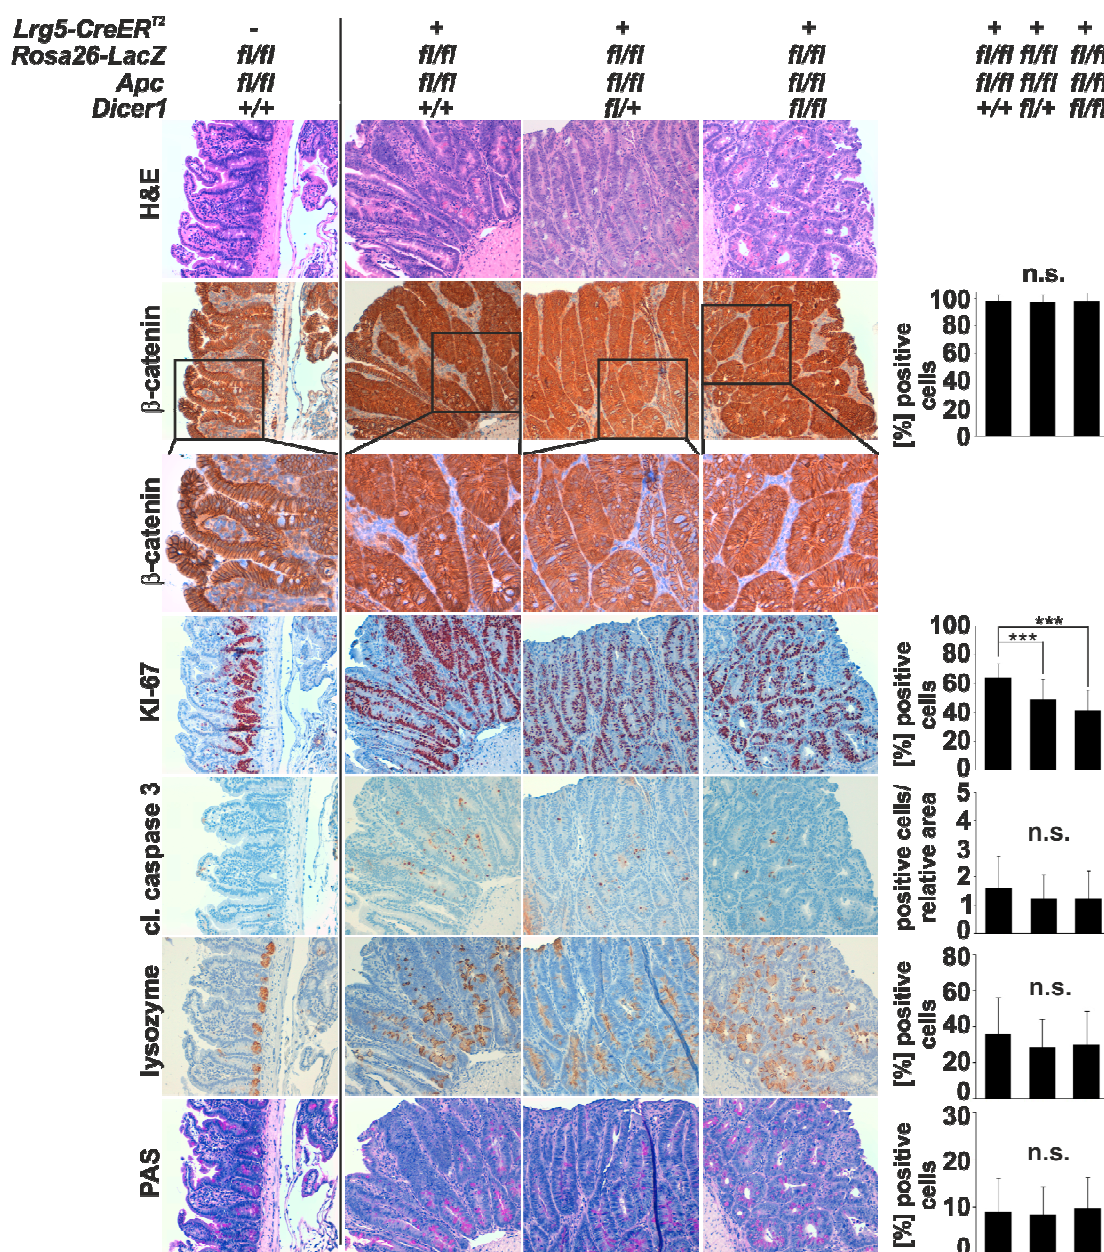 Lrg5-CreER^T2 - + + + + + +
Rosa26-LacZ fl/fl fl/fl fl/fl fl/fl fl/fl fl/fl fl/fl
Apc fl/fl fl/fl fl/fl fl/fl fl/fl fl/fl fl/fl
Dicer1 +/+ +/+ fl/+ fl/fl +/+ fl/+ fl/fl
H&E
β-catenin
n.s.
[%] positive cells
100
80
60
40
20
0
β-catenin
KI-67
[%] positive cells
100
80
60
40
20
0
***
***
cl. caspase 3
positive cells/
relative area
5
4
3
2
1
0
n.s.
lysozyme
[%] positive cells
80
60
40
20
0
n.s.
PAS
[%] positive cells
30
20
10
0
n.s.